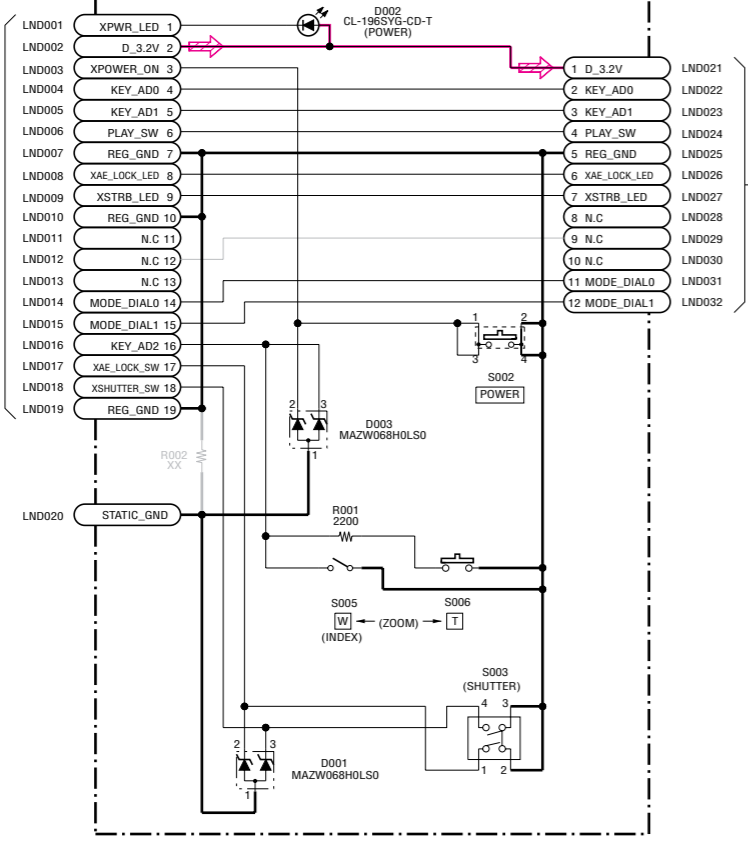 D002
CL-196SYG-CD-T
(POWER)
LND001 XPWR_LED 1
LND002 D_3.2V 2
LND003 XPOWER_ON 3
LND004 KEY_AD0 4
LND005 KEY_AD1 5
LND006 PLAY_SW 6
LND007 REG_GND 7
LND008 XAE_LOCK_LED 8
LND009 XSTRB_LED 9
LND010 REG_GND 10
LND011 N.C 11
LND012 N.C 12
LND013 N.C 13
LND014 MODE_DIAL0 14
LND015 MODE_DIAL1 15
LND016 KEY_AD2 16
LND017 XAE_LOCK_SW 17
LND018 XSHUTTER_SW 18
LND019 REG_GND 19
LND020 STATIC_GND
1 D_3.2V LND021
2 KEY_AD0 LND022
3 KEY_AD1 LND023
4 PLAY_SW LND024
5 REG_GND LND025
6 XAE_LOCK_LED LND026
7 XSTRB_LED LND027
8 N.C LND028
9 N.C LND029
10 N.C LND030
11 MODE_DIAL0 LND031
12 MODE_DIAL1 LND032
1 2
3 4
S002
POWER
2 3
D003
MAZW068H0LS0
1
R002
XX
R001
2200
S005 S006
W (ZOOM) T
(INDEX)
S003
(SHUTTER)
4 3
1 2
2 3
D001
MAZW068H0LS0
1